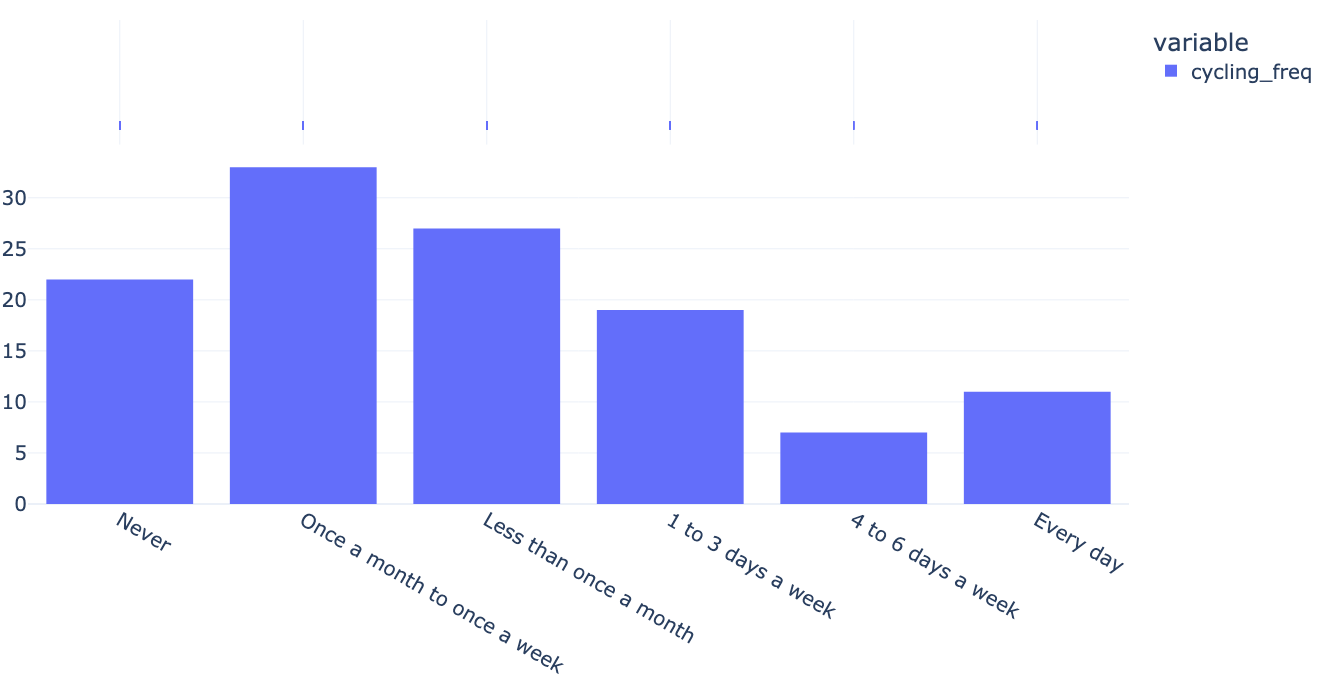 variable
cycling_freq
30
25
20
15
10
5
0
Never
Once a month to once a week
Less than once a month
1 to 3 days a week
4 to 6 days a week
Every day